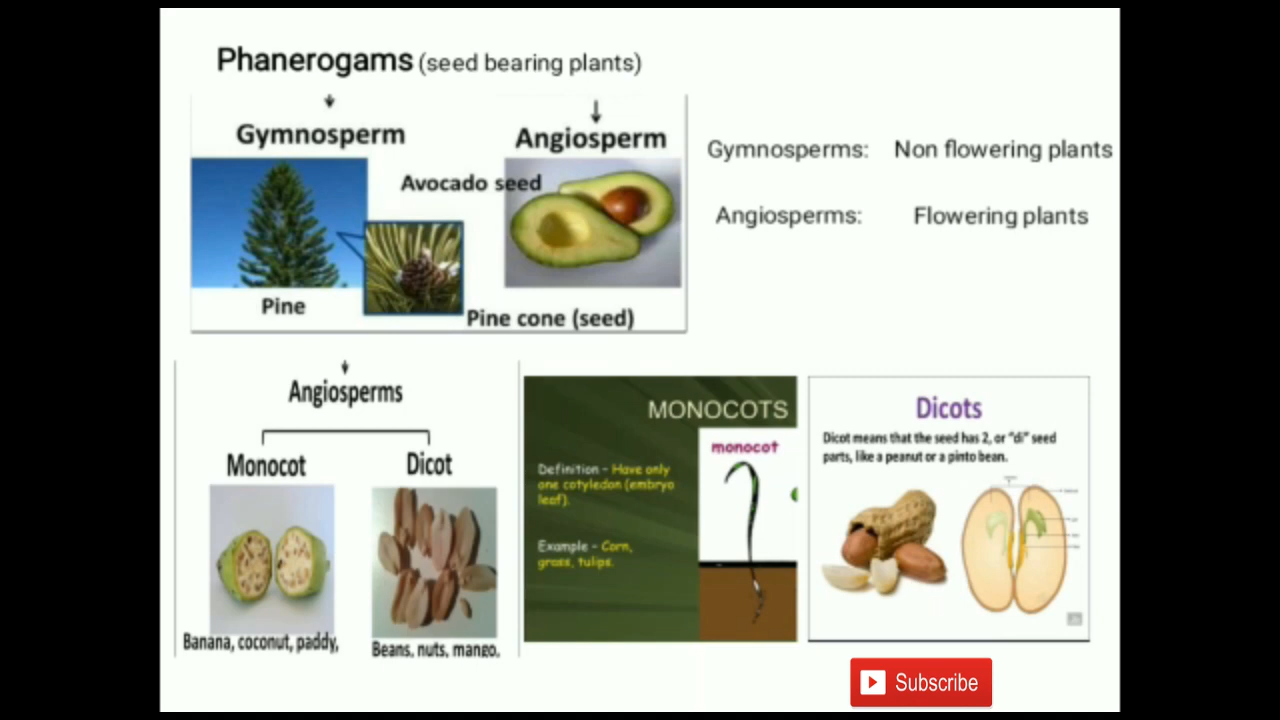 Phanerogams (seed bearing plants)
Gymnosperm
Angiosperm
Avocado seed
Pine
Pine cone (seed)
Gymnosperms: Non flowering plants
Angiosperms: Flowering plants
Angiosperms
Monocot
Dicot
Banana, coconut, paddy,
Beans, nuts, mango,
MONOCOTS
monocot
Definition – Have only
one cotyledon (embryo
leaf).
Example – Corn,
grass, tulips.
Dicots
Dicot means that the seed has 2, or “di” seed
parts, like a peanut or a pinto bean.
Subscribe